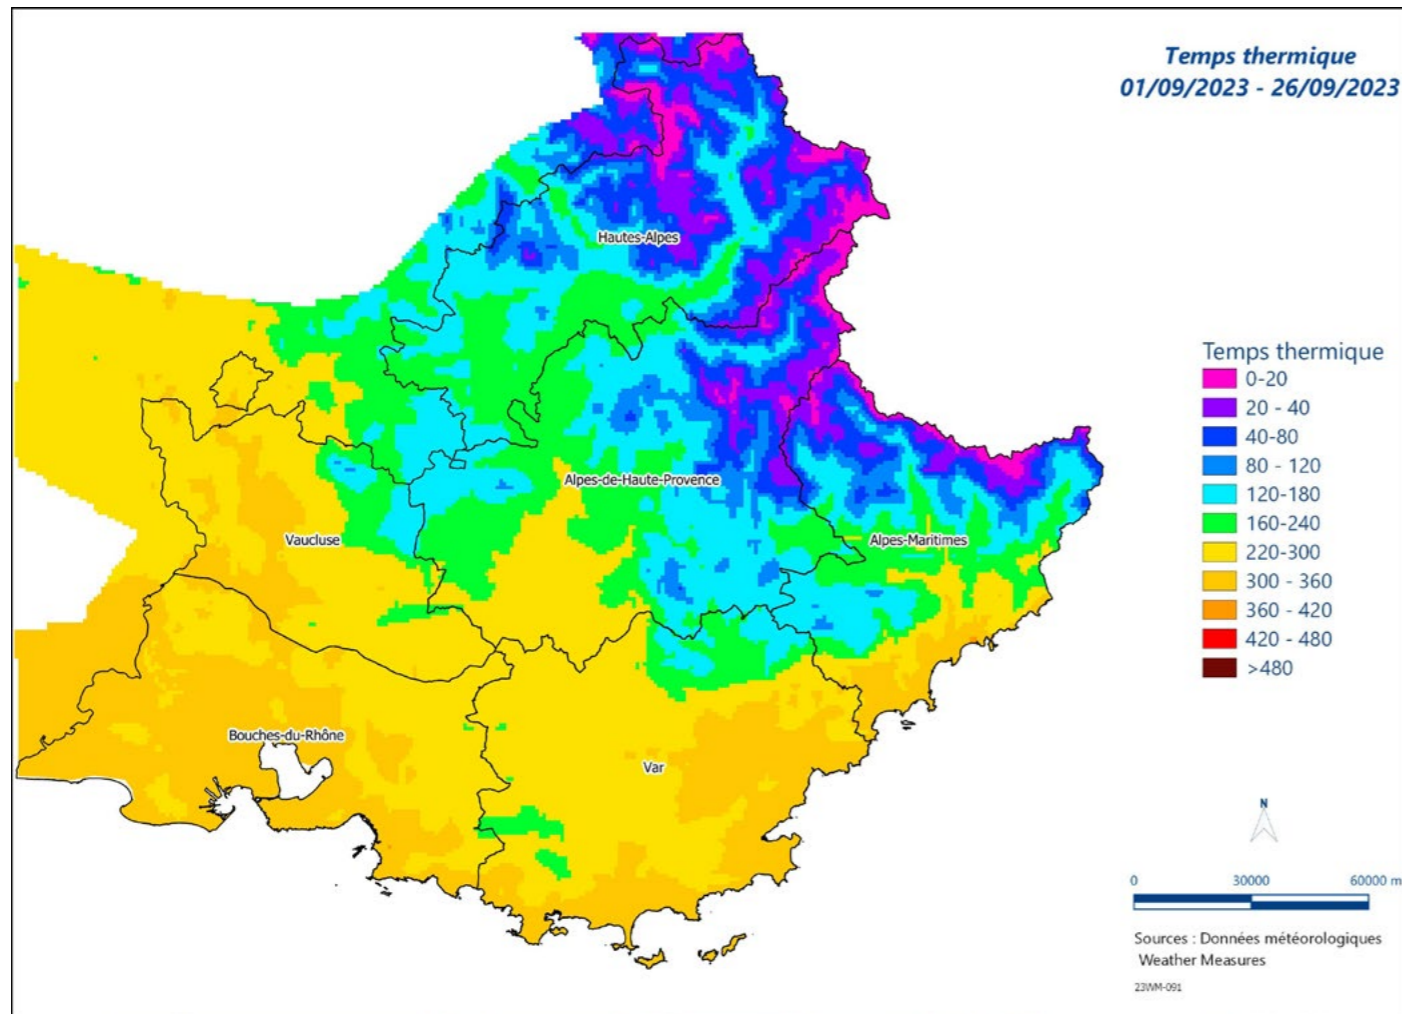 Temps thermique
01/09/2023 - 26/09/2023
Hautes-Alpes
Alpes-de-Haute-Provence
Vaucluse
Alpes-Maritimes
Bouches-du-Rhône
Var
Temps thermique
0-20
20 - 40
40-80
80 - 120
120-180
160-240
220-300
300 - 360
360 - 420
420 - 480
>480
N
0 30000 60000 m
Sources : Données météorologiques
Weather Measures
23WM-091